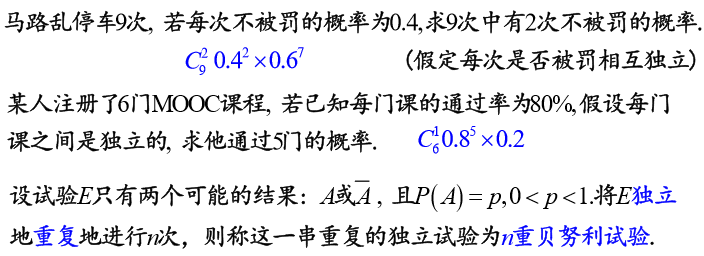 马路乱停车9次, 若每次不被罚的概率为0.4,求9次中有2次不被罚的概率.
C₉² 0.4²×0.6⁷ (假定每次是否被罚相互独立)
某人注册了6门MOOC课程, 若已知每门课的通过率为80%,假设每门
课之间是独立的, 求他通过5门的概率. C₆¹0.8⁵×0.2
设试验E只有两个可能的结果：A或A̅, 且P(A)=p,0<p<1.将E独立
地重复地进行n次，则称这一串重复的独立试验为n重贝努利试验.